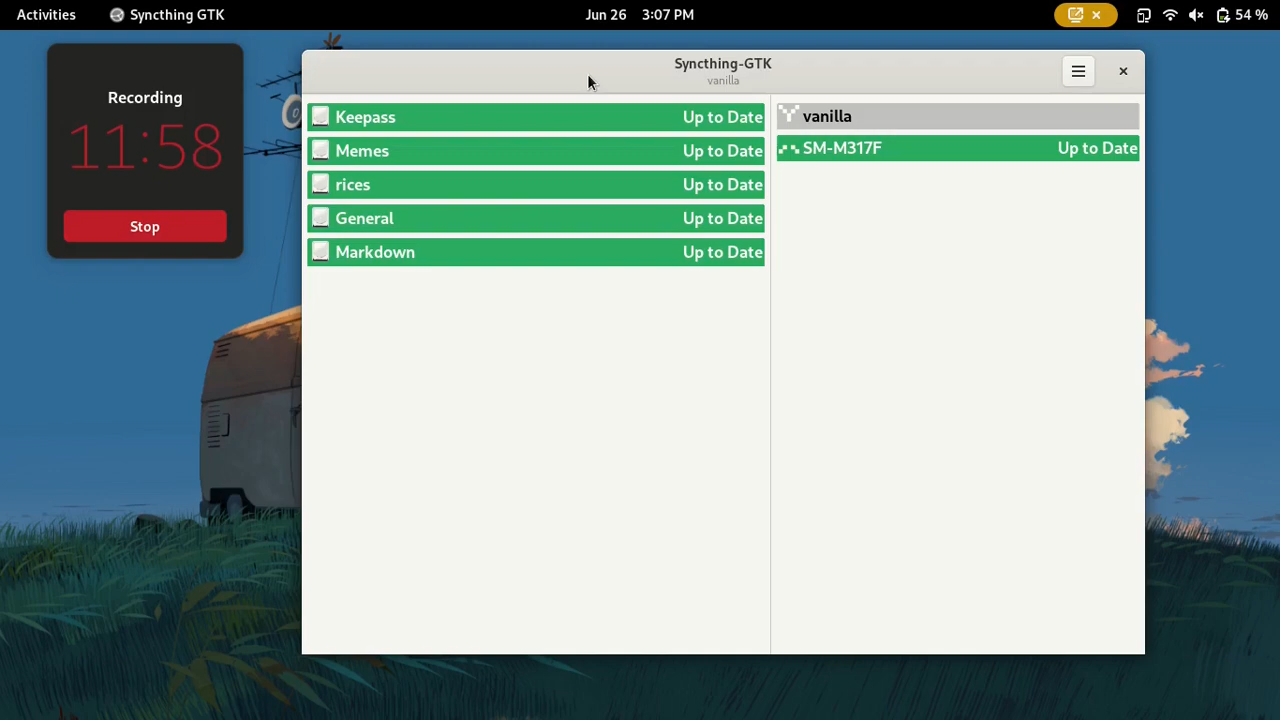 Activities Syncthing GTK Jun 26 3:07 PM 54 %
Recording
11:58
Stop
Syncthing-GTK
vanilla
Keepass Up to Date
Memes Up to Date
rices Up to Date
General Up to Date
Markdown Up to Date
vanilla
SM-M317F Up to Date